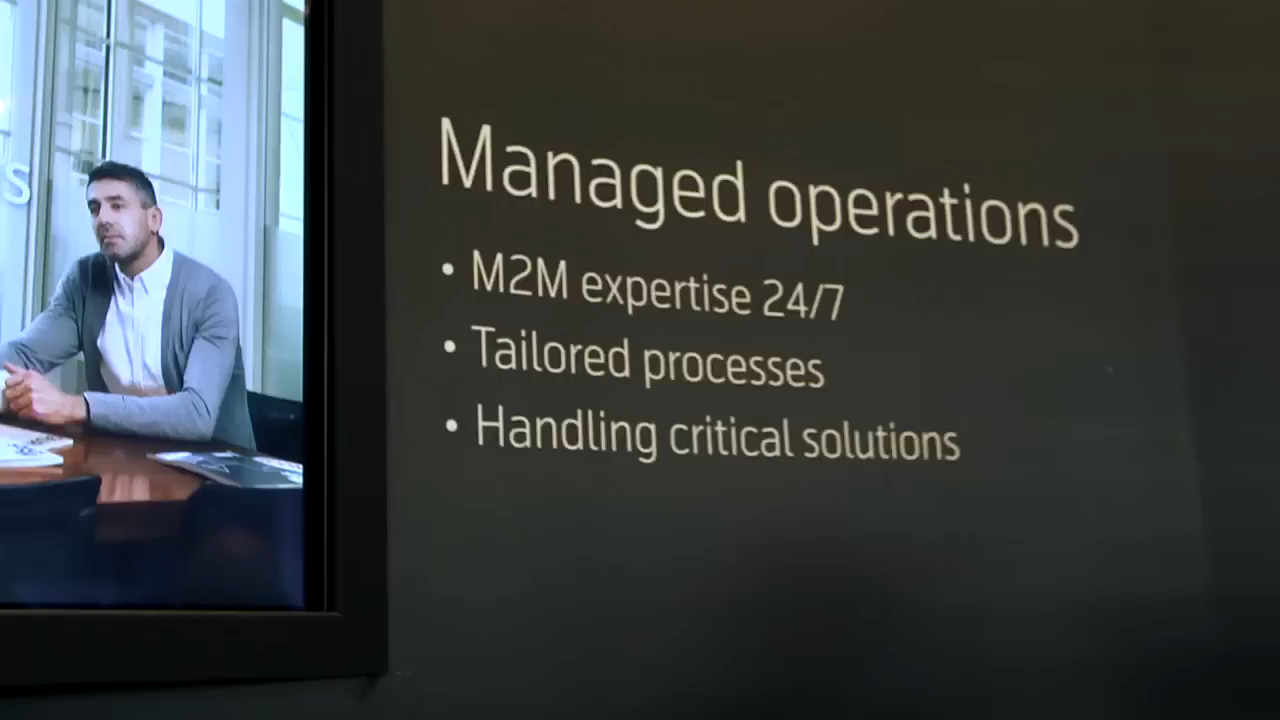 s
Managed operations
• M2M expertise 24/7
• Tailored processes
• Handling critical solutions